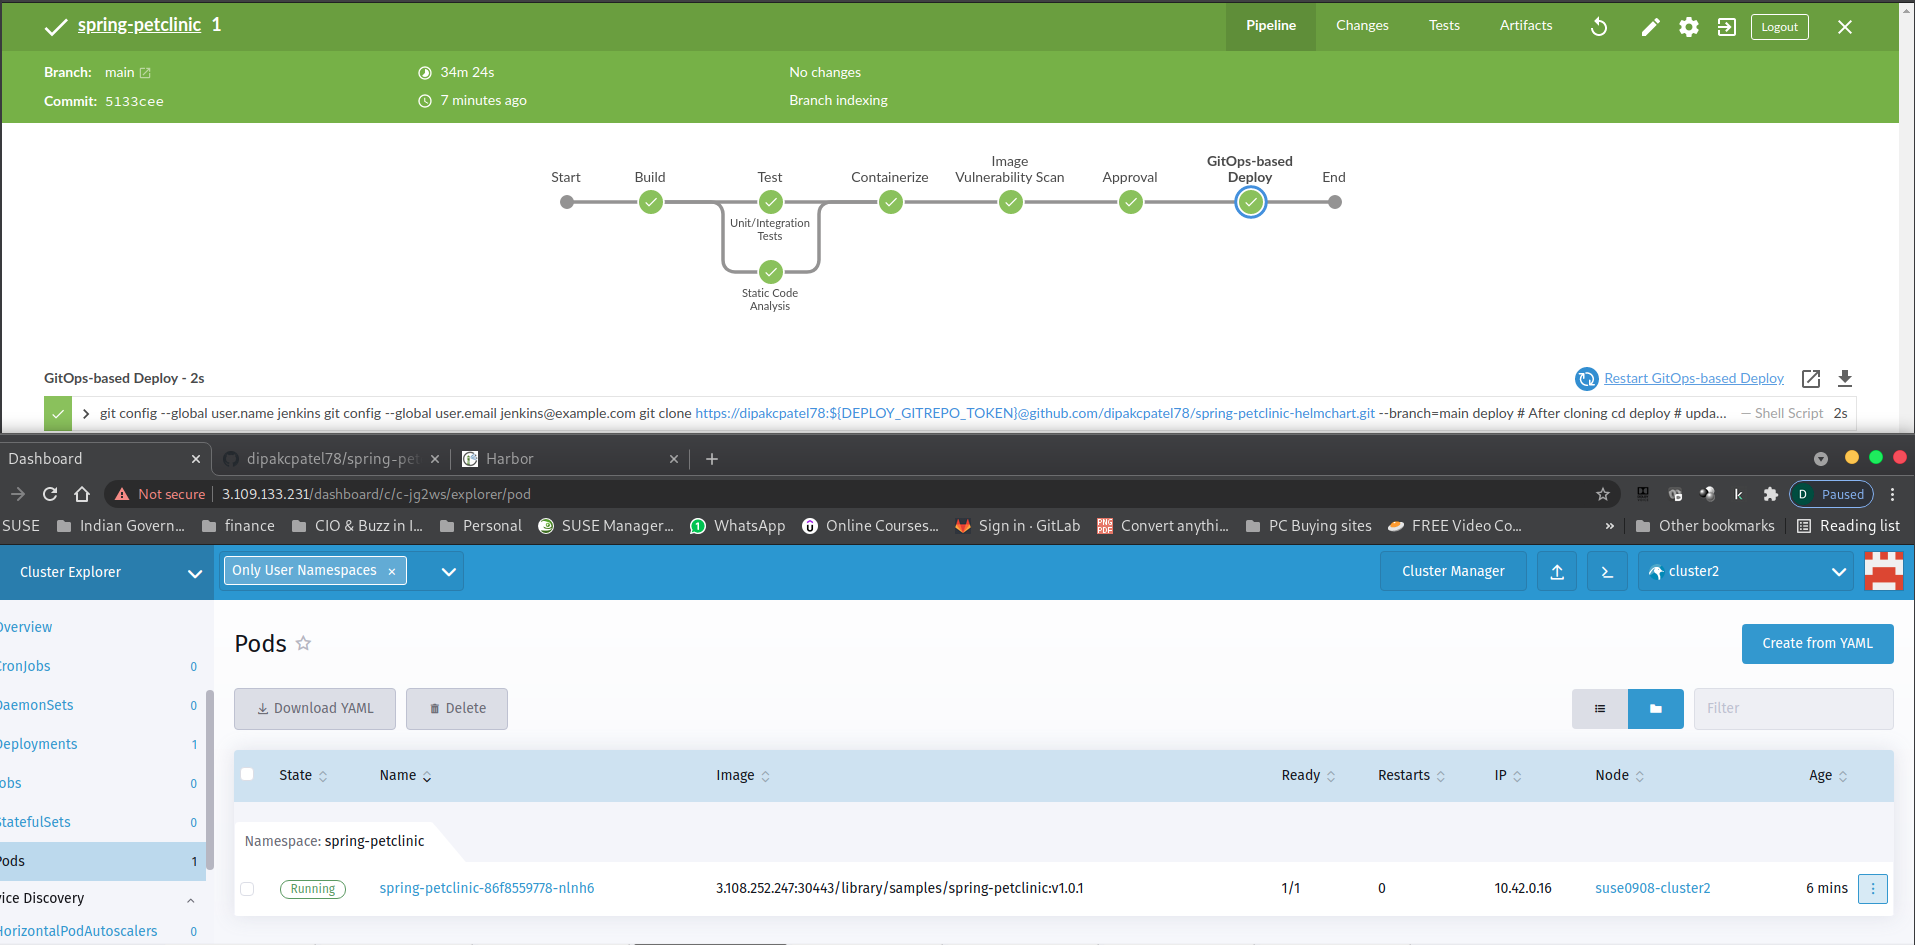 spring-petclinic 1
Pipeline Changes Tests Artifacts Logout
Branch: main 34m 24s No changes
Commit: 5133cee 7 minutes ago Branch indexing
Start Build Test Containerize Image Vulnerability Scan Approval GitOps-based Deploy End
Unit/Integration
Tests
Static Code
Analysis
GitOps-based Deploy - 2s Restart GitOps-based Deploy
git config --global user.name jenkins git config --global user.email jenkins@example.com git clone https://dipakcpatel78:${DEPLOY_GITREPO_TOKEN}@github.com/dipakcpatel78/spring-petclinic-helmchart.git --branch=main deploy # After cloning cd deploy # upda... — Shell Script 2s
Dashboard dipakcpatel78/spring-pet Harbor
Not secure 3.109.133.231/dashboard/c/c-jg2ws/explorer/pod D Paused
SUSE Indian Govern... finance CIO & Buzz in I... Personal SUSE Manager... WhatsApp Online Courses... Sign in · GitLab Convert anythi... PC Buying sites FREE Video Co... » Other bookmarks Reading list
Cluster Explorer Only User Namespaces × Cluster Manager cluster2
Overview
CronJobs 0
DaemonSets 0
Deployments 1
Jobs 0
StatefulSets 0
Pods 1
vice Discovery
HorizontalPodAutoscalers 0
Pods Create from YAML
Download YAML Delete Filter
State Name Image Ready Restarts IP Node Age
Namespace: spring-petclinic
Running spring-petclinic-86f8559778-nlnh6 3.108.252.247:30443/library/samples/spring-petclinic:v1.0.1 1/1 0 10.42.0.16 suse0908-cluster2 6 mins